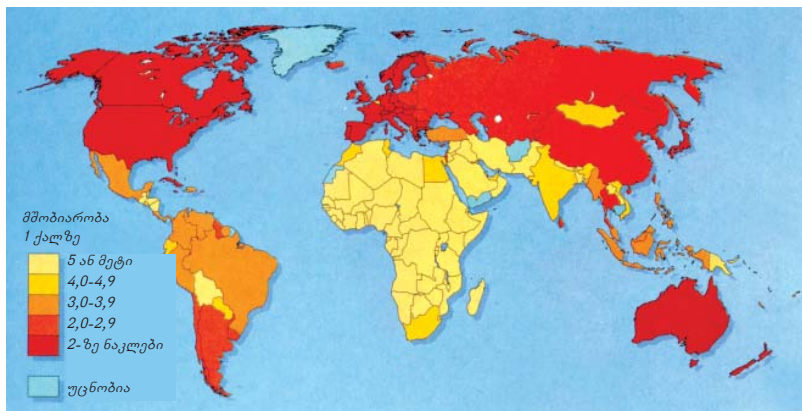 მშობიარობა
1 ქალზე
5 ან მეტი
4,0-4,9
3,0-3,9
2,0-2,9
2-ზე ნაკლები
უცნობია